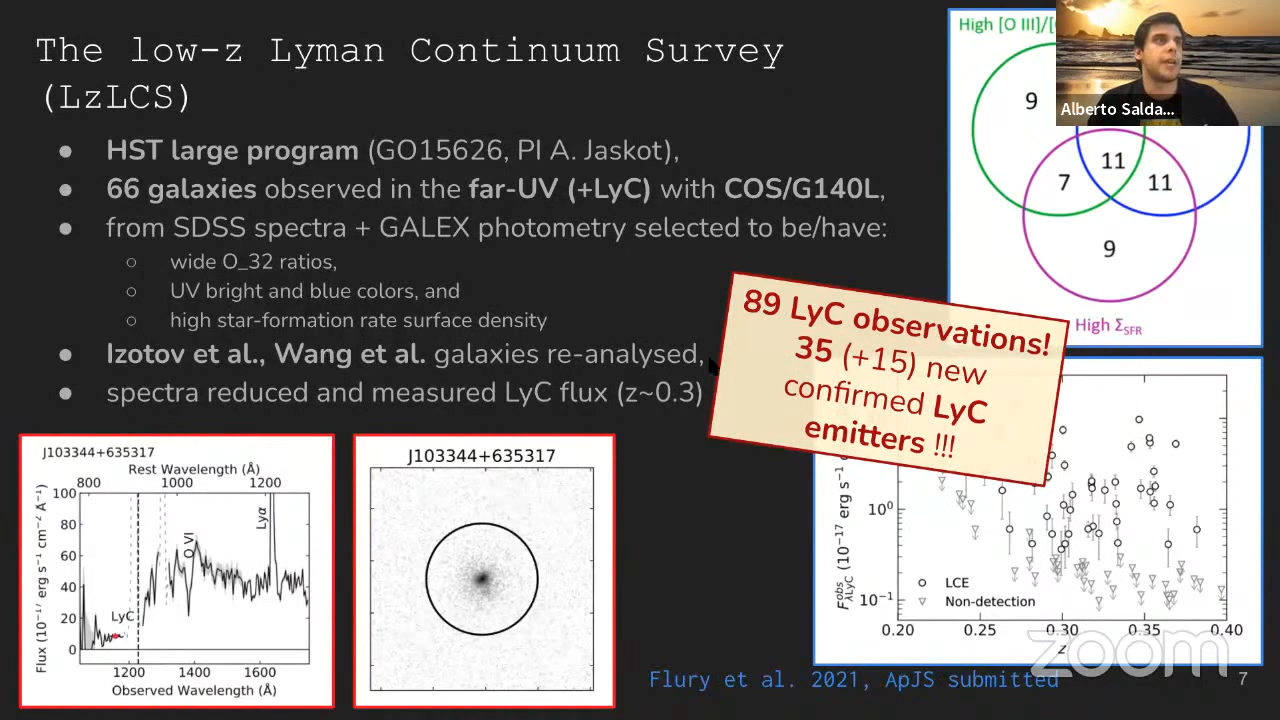 The low-z Lyman Continuum Survey
(LzLCS)
● HST large program (GO15626, PI A. Jaskot),
● 66 galaxies observed in the far-UV (+LyC) with COS/G140L,
● from SDSS spectra + GALEX photometry selected to be/have:
○ wide O_32 ratios,
○ UV bright and blue colors, and
○ high star-formation rate surface density
● Izotov et al., Wang et al. galaxies re-analysed,
● spectra reduced and measured LyC flux (z~0.3)
High [O III]/[
9
11
7
11
9
High Σ_SFR
Alberto Salda...
89 LyC observations!
35 (+15) new
confirmed LyC
emitters !!!
J103344+635317
Rest Wavelength (Å)
800 1000 1200
100
80
60
40
20
0
Flux (10⁻¹⁷ erg s⁻¹ cm⁻² Å⁻¹)
LyC
O VI
Lyα
1200 1400 1600
Observed Wavelength (Å)
J103344+635317
F^obs_λLyC (10⁻¹⁷ erg s⁻¹ c
10⁰
10⁻¹
LCE
Non-detection
0.20 0.25 0.30 0.35 0.40
z
zoom
Flury et al. 2021, ApJS submitted
7